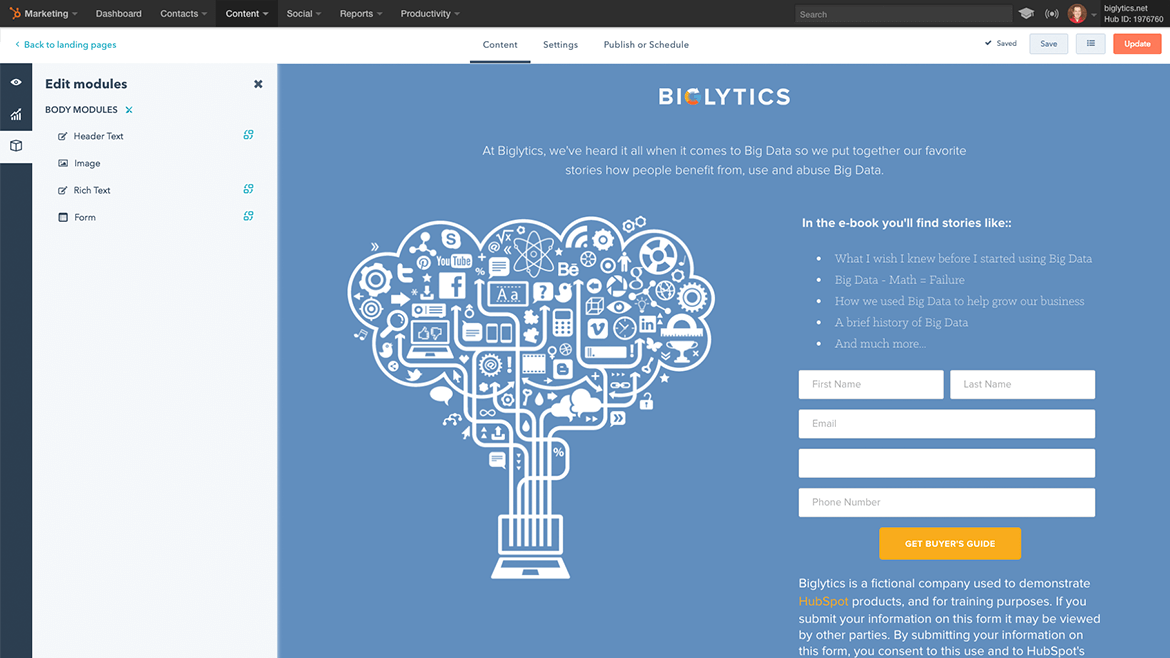 Marketing Dashboard Contacts Content Social Reports Productivity Search biglytics.net
Hub ID: 1976760
Back to landing pages Content Settings Publish or Schedule Saved Save Update
Edit modules
BODY MODULES
Header Text
Image
Rich Text
Form
BIGLYTICS
At Biglytics, we've heard it all when it comes to Big Data so we put together our favorite
stories how people benefit from, use and abuse Big Data.
You Tube
%
Bē
A a
?
in
%
In the e-book you'll find stories like::
• What I wish I knew before I started using Big Data
• Big Data - Math = Failure
• How we used Big Data to help grow our business
• A brief history of Big Data
• And much more...
First Name Last Name
Email
Phone Number
GET BUYER'S GUIDE
Biglytics is a fictional company used to demonstrate
HubSpot products, and for training purposes. If you
submit your information on this form it may be viewed
by other parties. By submitting your information on
this form, you consent to this use and to HubSpot's